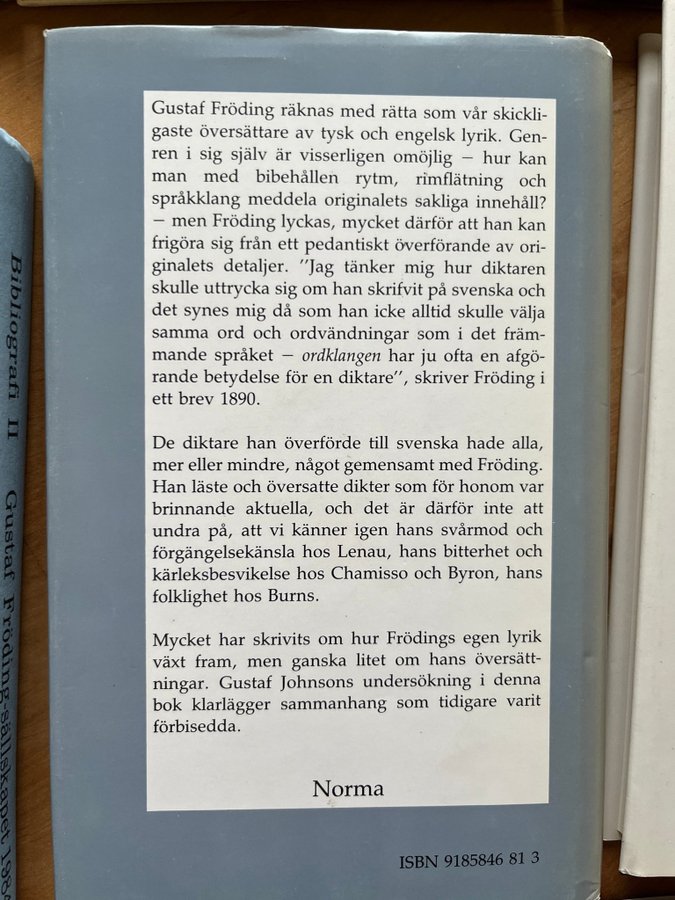 Gustaf Fröding räknas med rätta som vår skickli-
gaste översättare av tysk och engelsk lyrik. Gen-
ren i sig själv är visserligen omöjlig – hur kan
man med bibehållen rytm, rimflätning och
språkklang meddela originalets sakliga innehåll?
– men Fröding lyckas, mycket därför att han kan
frigöra sig från ett pedantiskt överförande av ori-
ginalets detaljer. ″Jag tänker mig hur diktaren
skulle uttrycka sig om han skrifvit på svenska och
det synes mig då som han icke alltid skulle välja
samma ord och ordvändningar som i det främ-
mande språket – ordklangen har ju ofta en afgö-
rande betydelse för en diktare″, skriver Fröding i
ett brev 1890.
De diktare han överförde till svenska hade alla,
mer eller mindre, något gemensamt med Fröding.
Han läste och översatte dikter som för honom var
brinnande aktuella, och det är därför inte att
undra på, att vi känner igen hans svårmod och
förgängelsekänsla hos Lenau, hans bitterhet och
kärleksbesvikelse hos Chamisso och Byron, hans
folklighet hos Burns.
Mycket har skrivits om hur Frödings egen lyrik
växt fram, men ganska litet om hans översätt-
ningar. Gustaf Johnsons undersökning i denna
bok klarlägger sammanhang som tidigare varit
förbisedda.
Norma
ISBN 9185846 81 3
Bibliografi II Gustaf Fröding-sällskapet